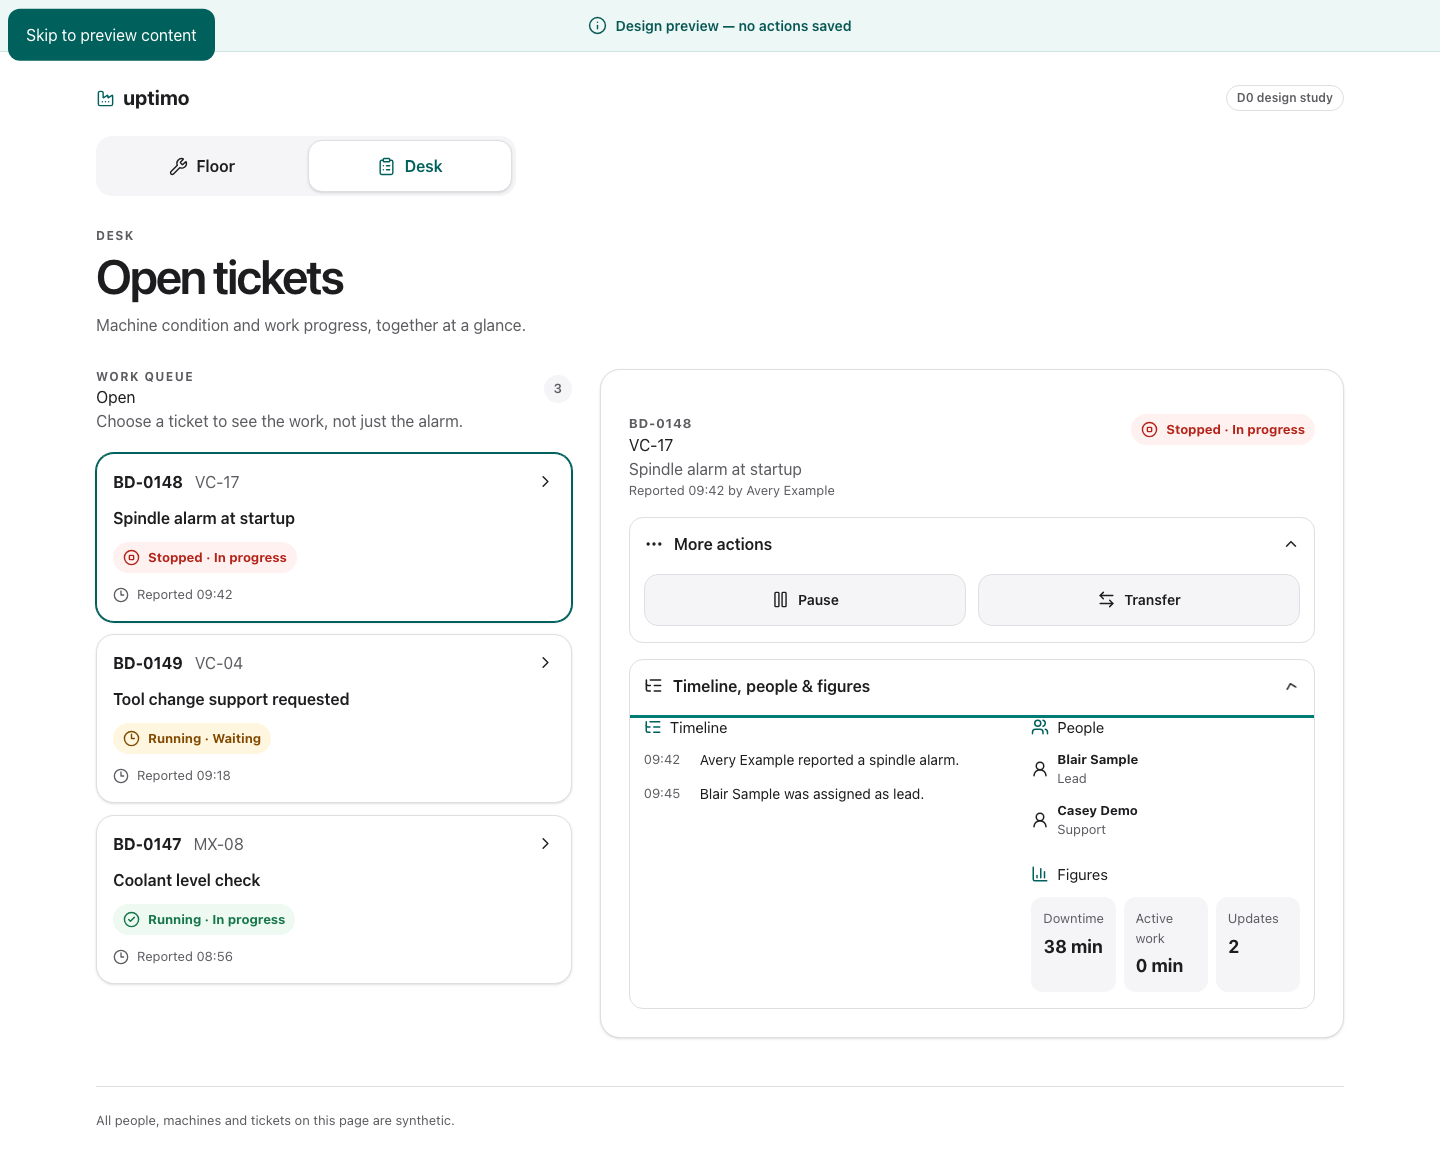 Skip to preview content
Design preview — no actions saved
uptimo
D0 design study
Floor
Desk
DESK
Open tickets
Machine condition and work progress, together at a glance.
WORK QUEUE
Open
Choose a ticket to see the work, not just the alarm.
3
BD-0148 VC-17
Spindle alarm at startup
Stopped · In progress
Reported 09:42
BD-0149 VC-04
Tool change support requested
Running · Waiting
Reported 09:18
BD-0147 MX-08
Coolant level check
Running · In progress
Reported 08:56
BD-0148
VC-17
Spindle alarm at startup
Reported 09:42 by Avery Example
Stopped · In progress
More actions
Pause
Transfer
Timeline, people & figures
Timeline
09:42 Avery Example reported a spindle alarm.
09:45 Blair Sample was assigned as lead.
People
Blair Sample
Lead
Casey Demo
Support
Figures
Downtime
38 min
Active
work
0 min
Updates
2
All people, machines and tickets on this page are synthetic.